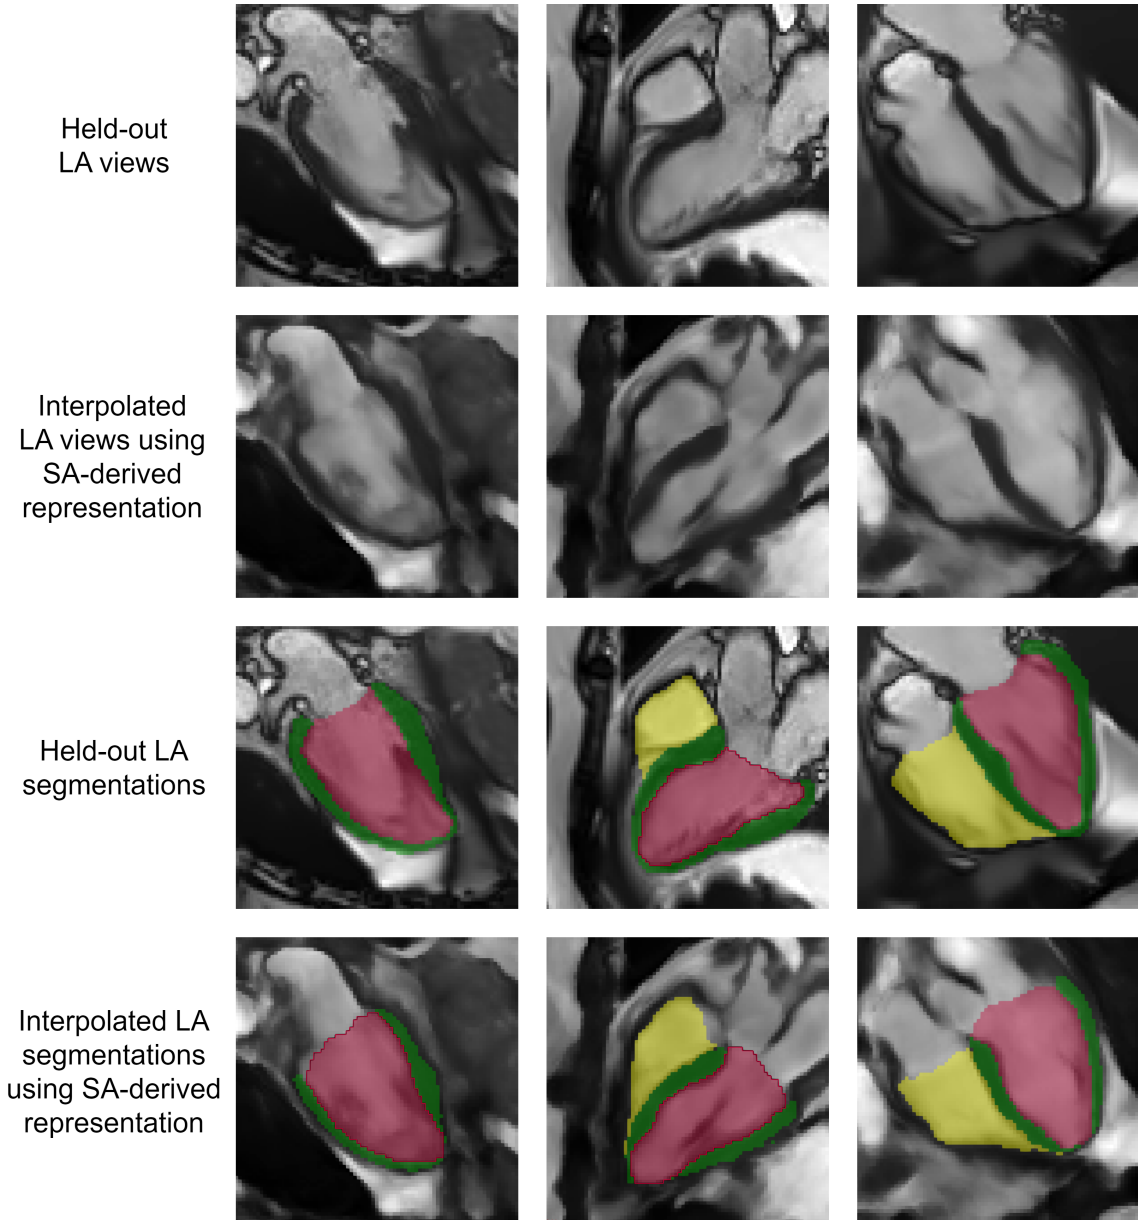 Held-out
LA views
Interpolated
LA views using
SA-derived
representation
Held-out LA
segmentations
Interpolated LA
segmentations
using SA-derived
representation